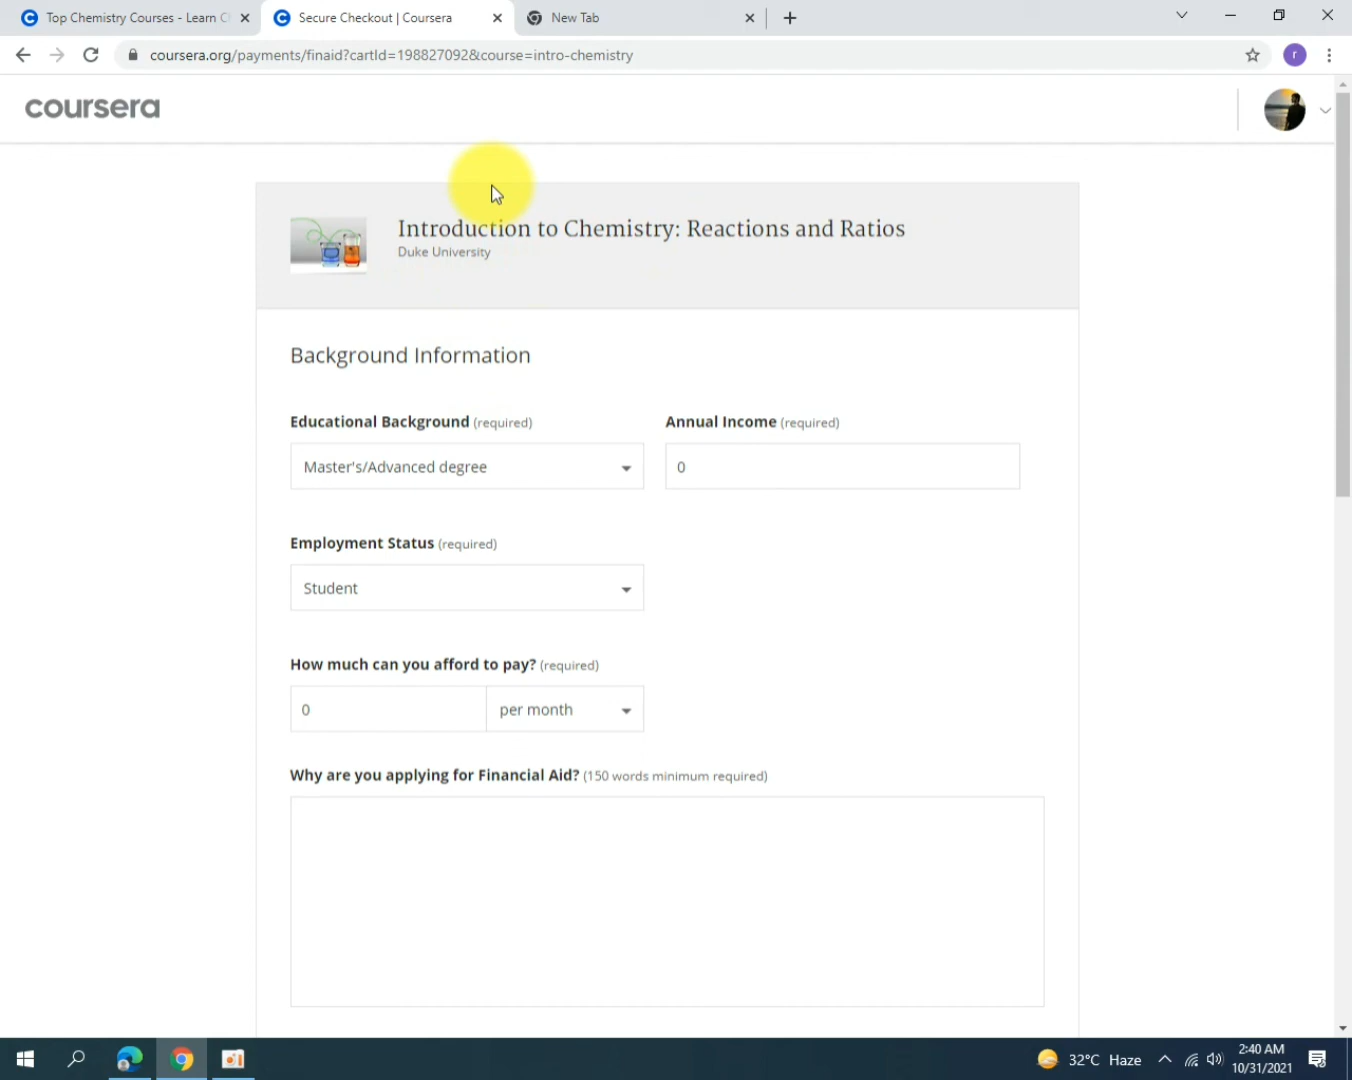 Top Chemistry Courses - Learn C
Secure Checkout | Coursera
New Tab
coursera.org/payments/finaid?cartId=198827092&course=intro-chemistry
r
coursera
Introduction to Chemistry: Reactions and Ratios
Duke University
Background Information
Educational Background (required)
Annual Income (required)
Master's/Advanced degree
0
Employment Status (required)
Student
How much can you afford to pay? (required)
0
per month
Why are you applying for Financial Aid? (150 words minimum required)
32°C Haze
2:40 AM
10/31/2021